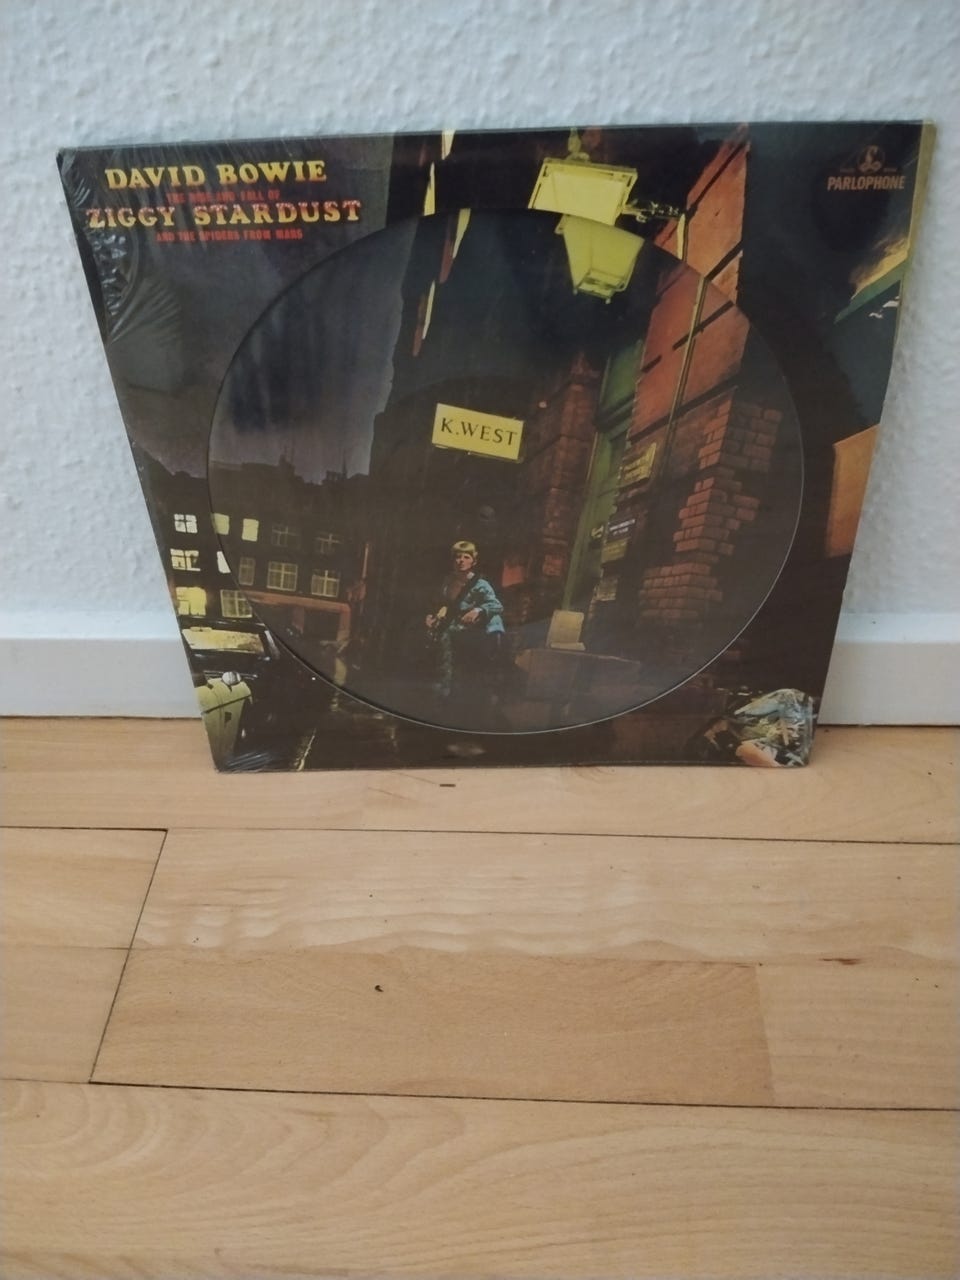 DAVID BOWIE
THE RISE AND FALL OF
ZIGGY STARDUST
AND THE SPIDERS FROM MARS
PARLOPHONE
K.WEST